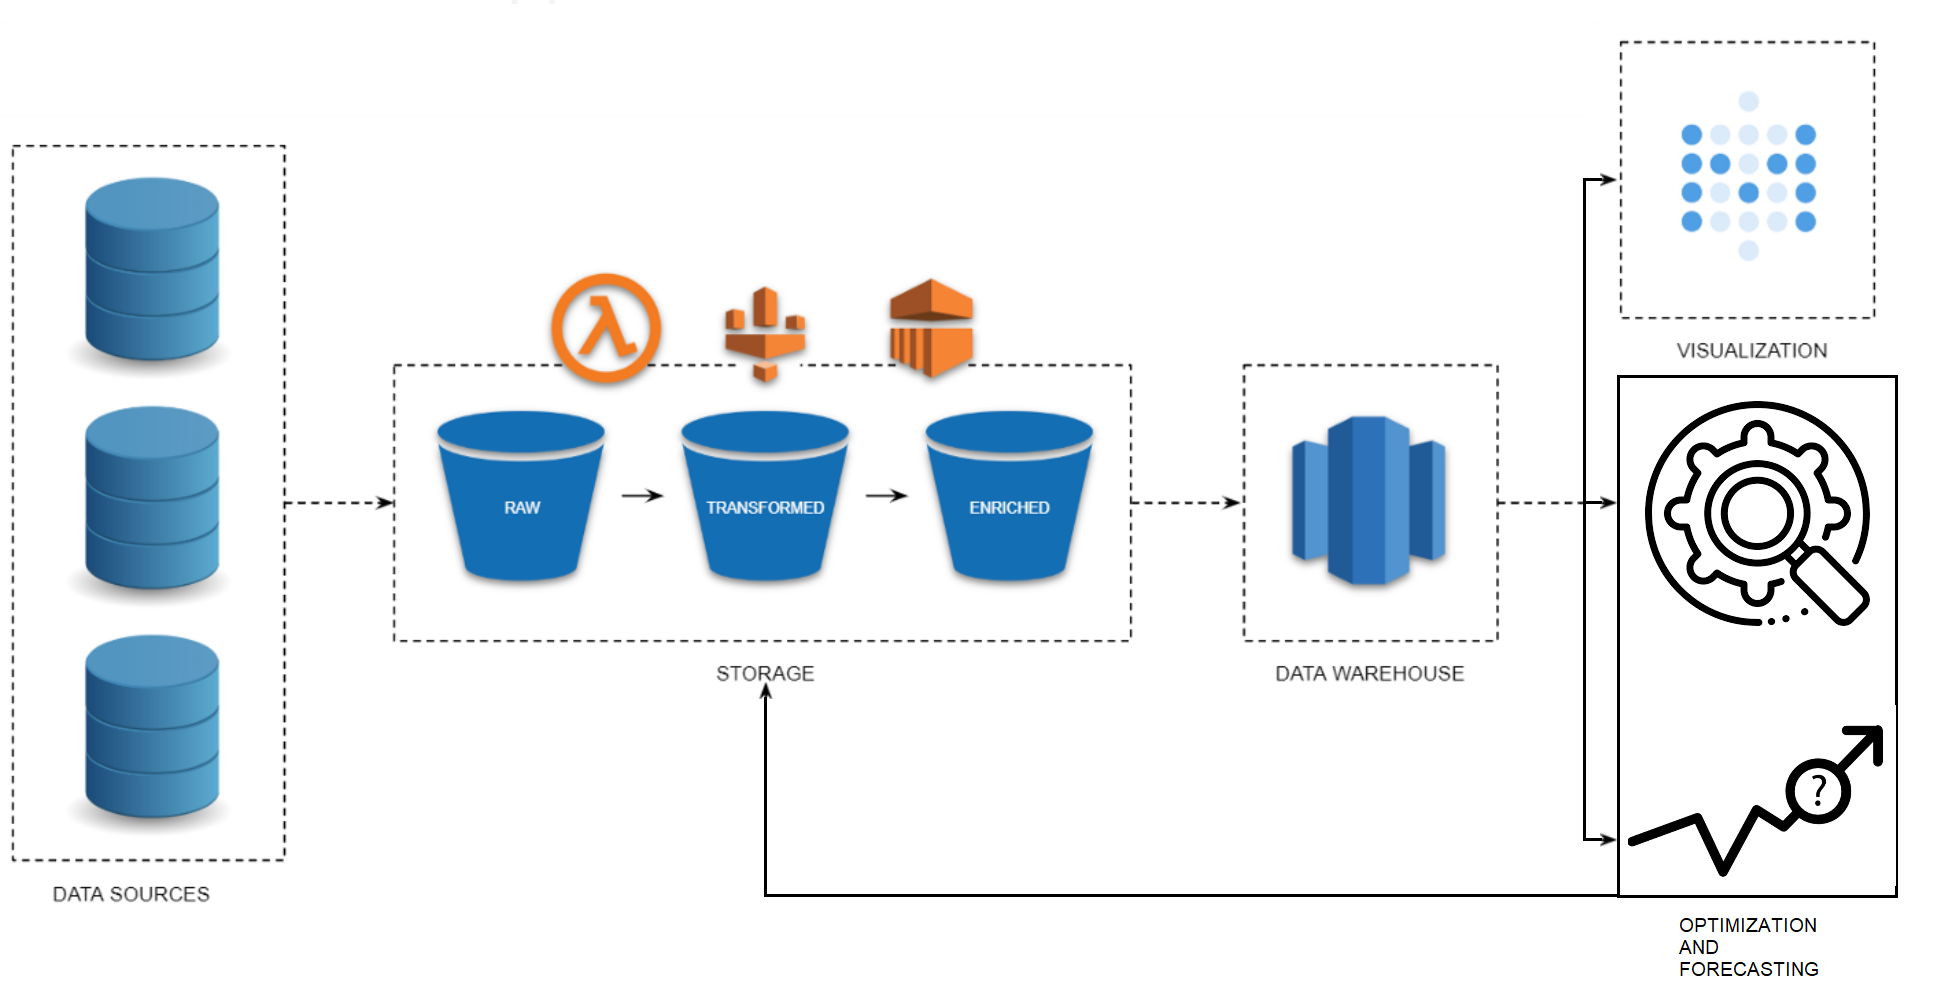 VISUALIZATION
RAW
TRANSFORMED
ENRICHED
STORAGE
DATA WAREHOUSE
?
DATA SOURCES
OPTIMIZATION
AND
FORECASTING